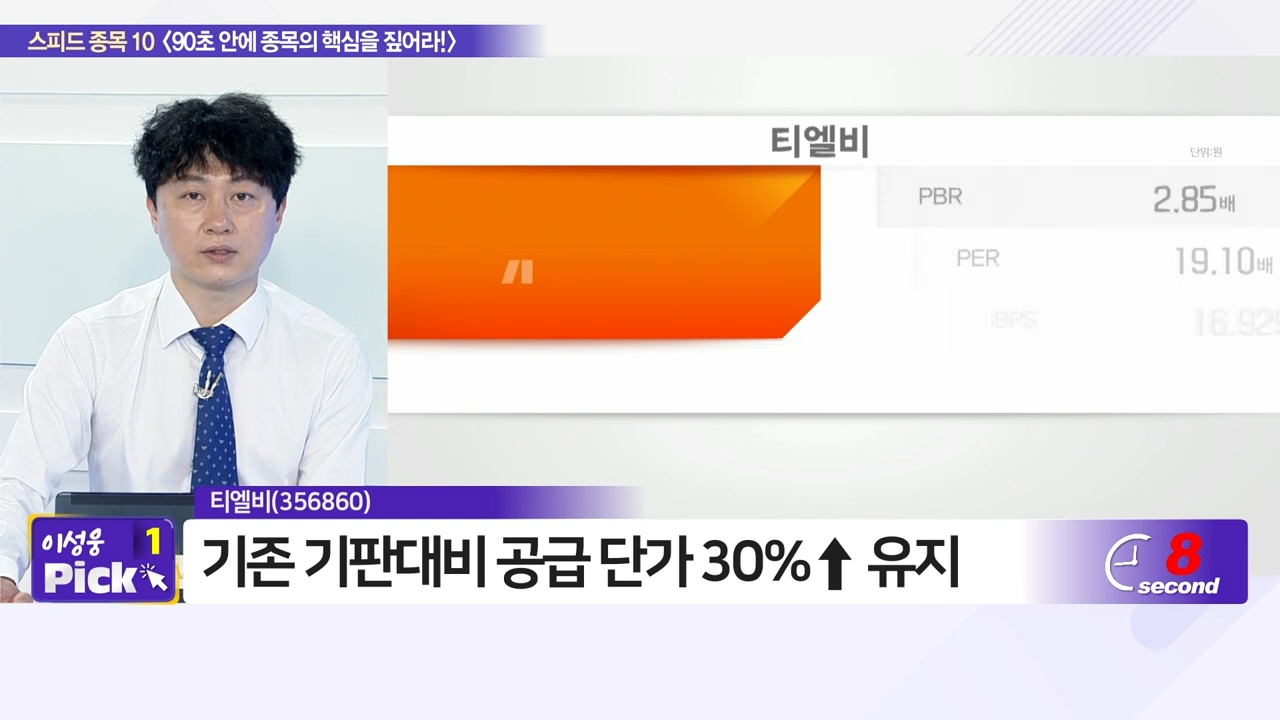 스피드 종목 10 〈90초 안에 종목의 핵심을 짚어라!〉
티엘비
단위:원
PBR 2.85배
PER 19.10배
BPS 16.929
티엘비(356860)
이성웅 1
Pick
기존 기판대비 공급 단가 30%↑ 유지
8
second